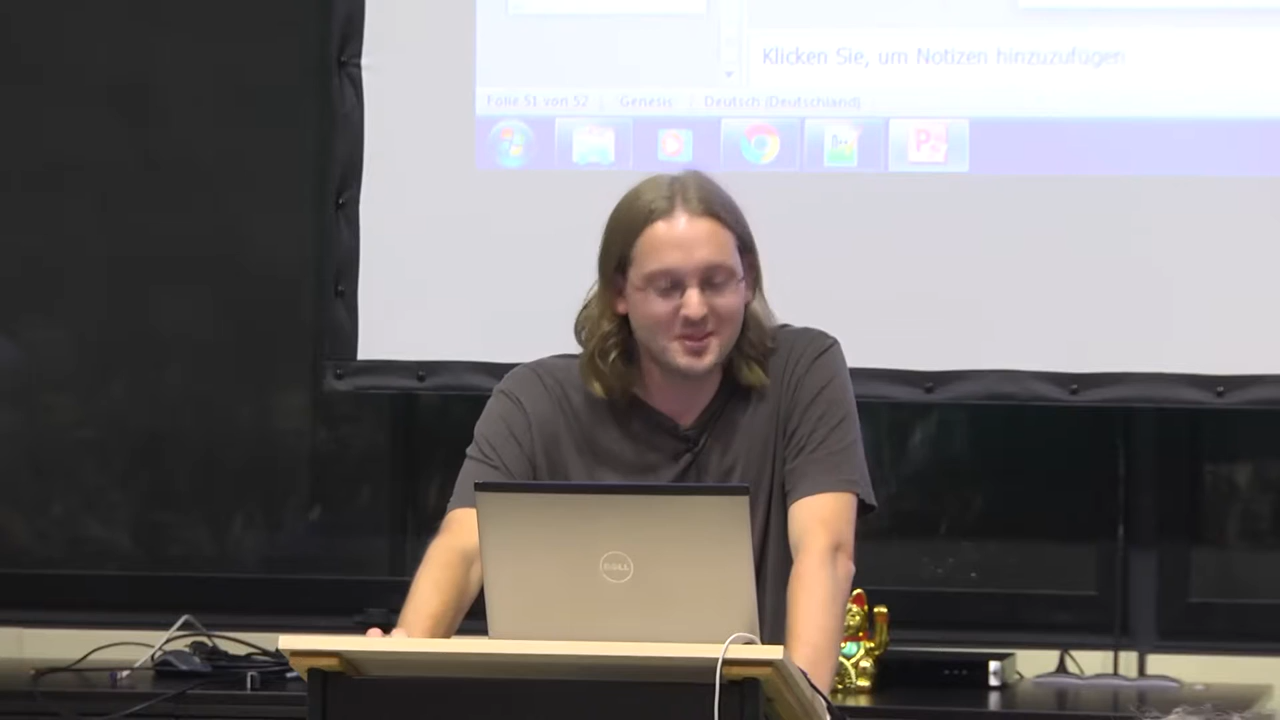 Klicken Sie, um Notizen hinzuzufügen
Folie 51 von 52 Genesis Deutsch (Deutschland)
DELL